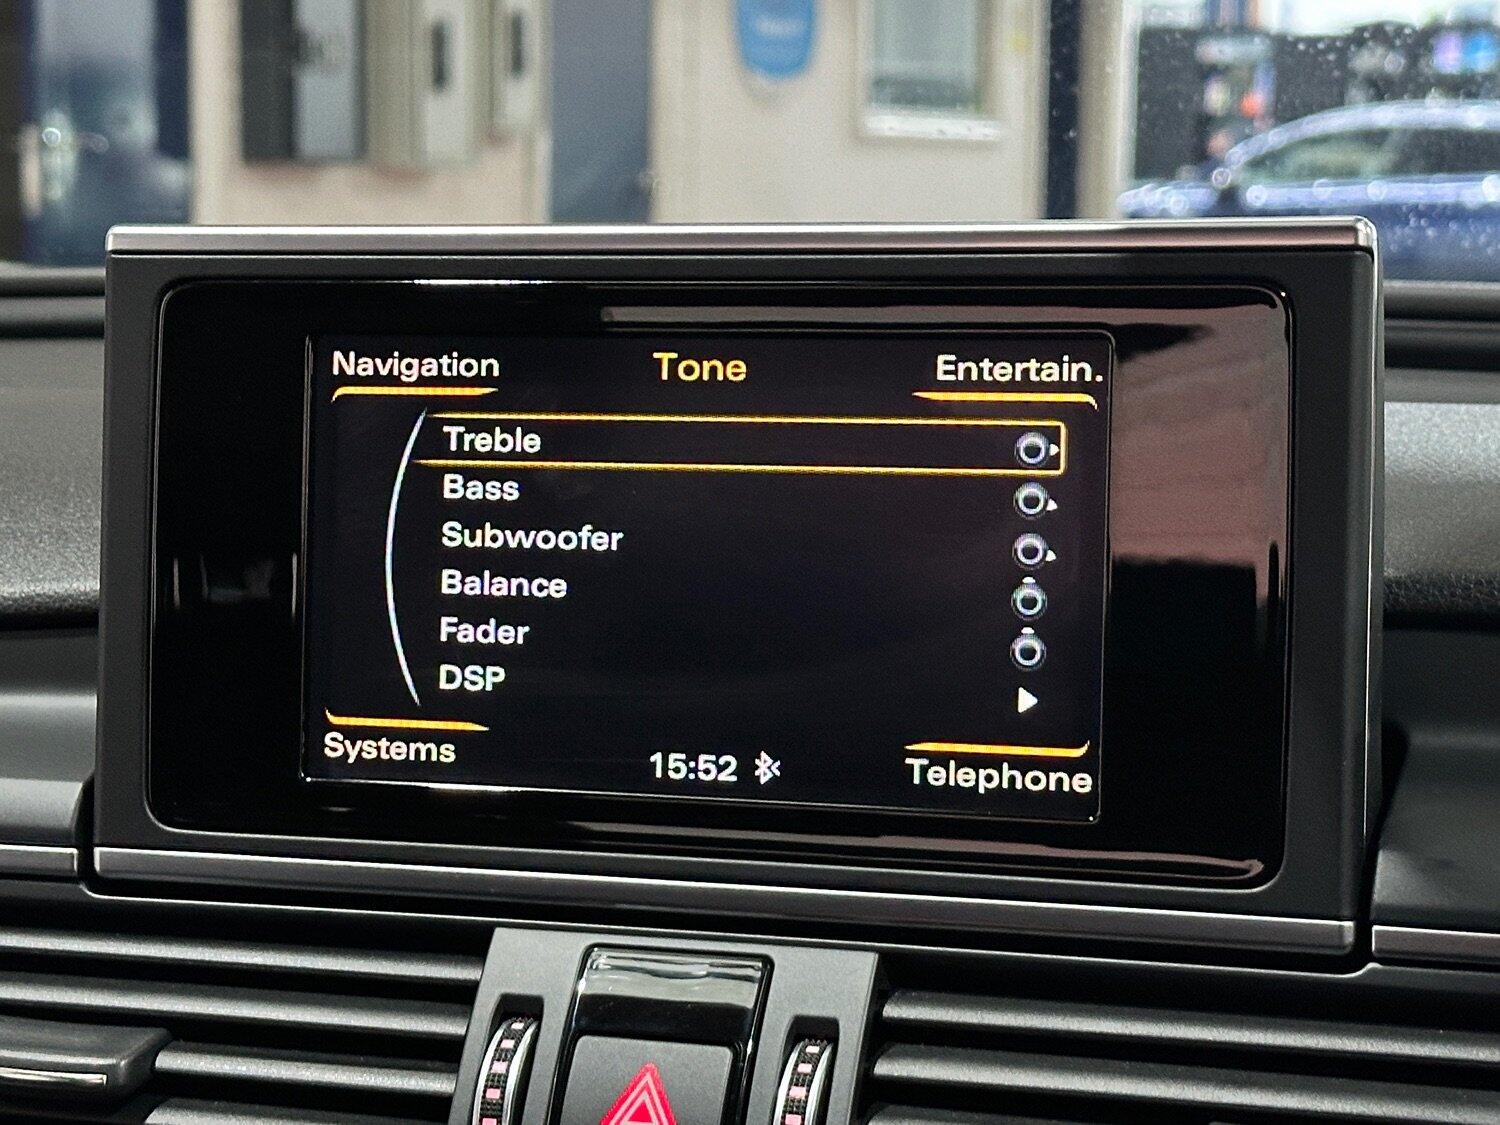 Navigation
Tone
Entertain.
Treble
Bass
Subwoofer
Balance
Fader
DSP
Systems
15:52
Telephone